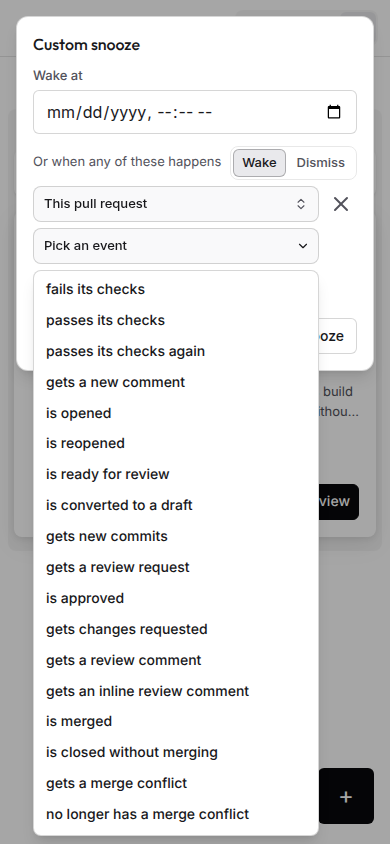 Custom snooze
Wake at
mm/dd/yyyy, --:-- --
Or when any of these happens
Wake
Dismiss
This pull request
Pick an event
fails its checks
passes its checks
passes its checks again
gets a new comment
is opened
is reopened
is ready for review
is converted to a draft
gets new commits
gets a review request
is approved
gets changes requested
gets a review comment
gets an inline review comment
is merged
is closed without merging
gets a merge conflict
no longer has a merge conflict
ooze
build
ithou...
view
+